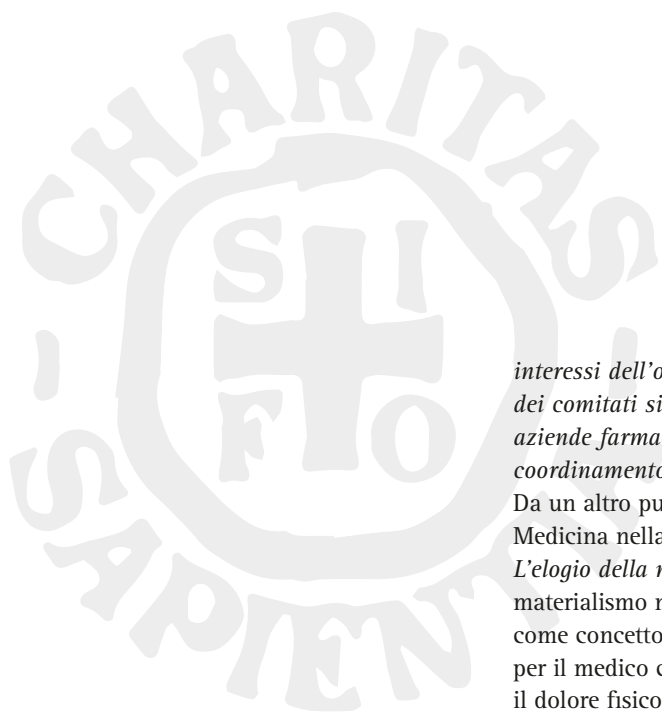 CHARITAS
S I
F O
SAPIENTIE
interessi dell'o
dei comitati si
aziende farma
coordinamento
Da un altro pu
Medicina nella
L'elogio della r
materialismo r
come concetto
per il medico c
il dolore fisico